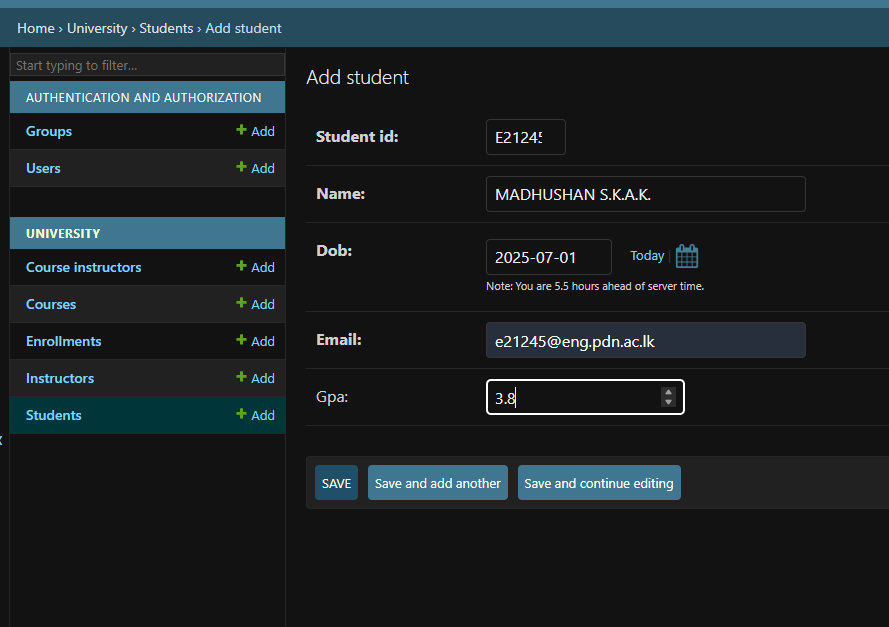 Home › University › Students › Add student
Start typing to filter...
AUTHENTICATION AND AUTHORIZATION
Groups + Add
Users + Add
UNIVERSITY
Course instructors + Add
Courses + Add
Enrollments + Add
Instructors + Add
Students + Add
Add student
Student id: E21245
Name: MADHUSHAN S.K.A.K.
Dob: 2025-07-01 Today
Note: You are 5.5 hours ahead of server time.
Email: e21245@eng.pdn.ac.lk
Gpa: 3.8
SAVE Save and add another Save and continue editing